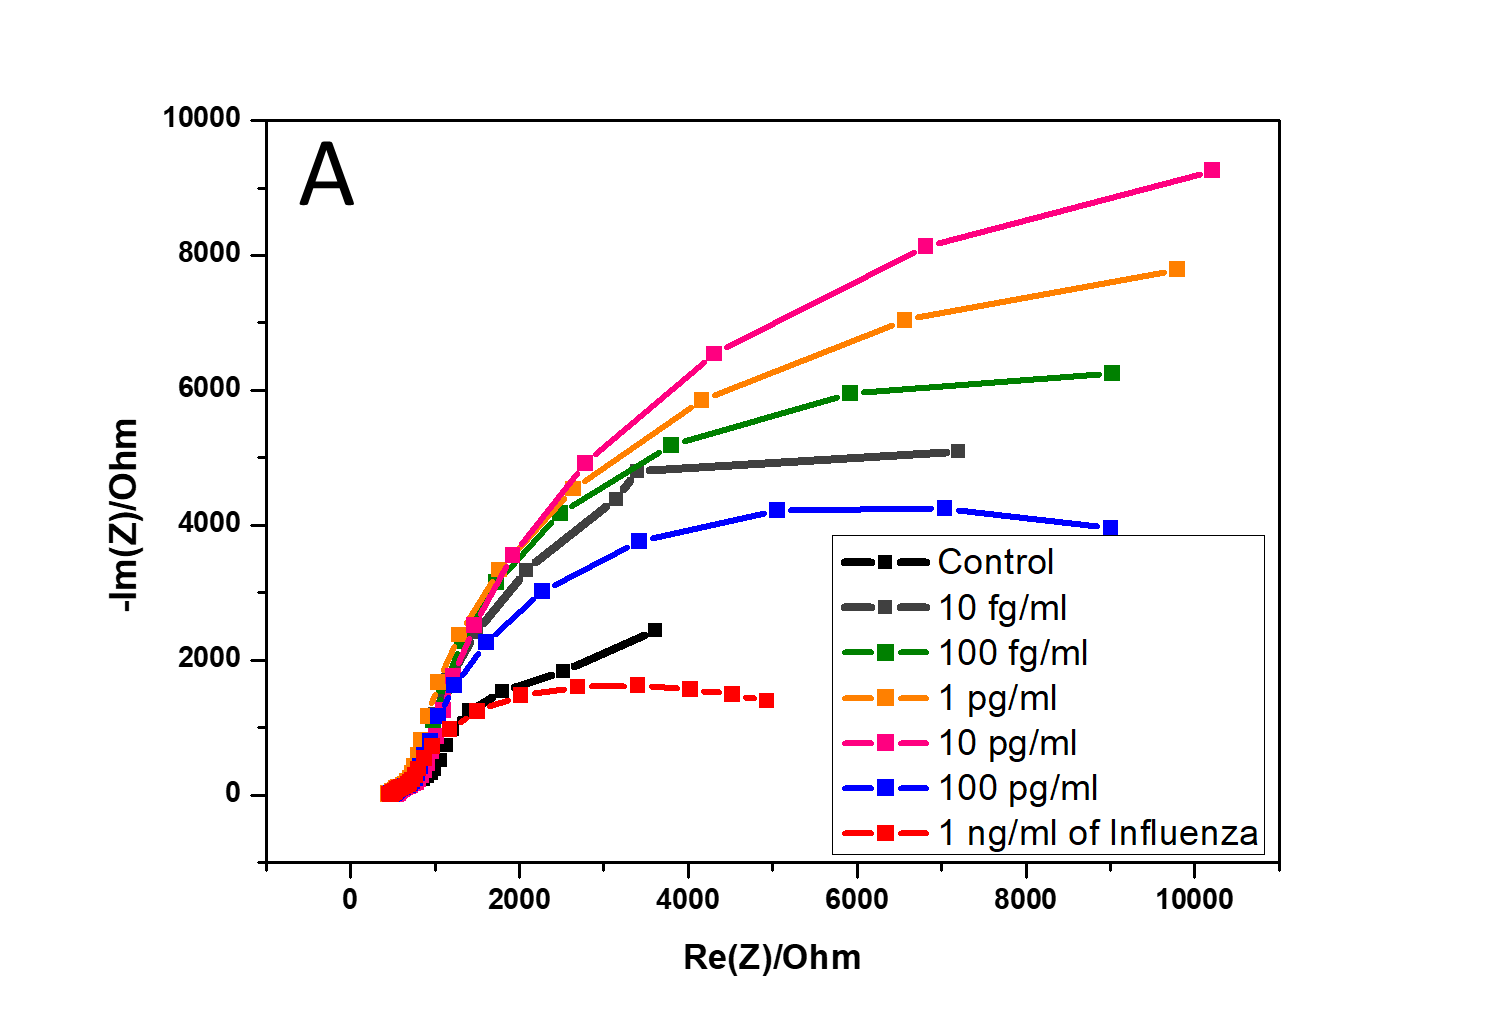 A
10000
8000
6000
4000
2000
0
-Im(Z)/Ohm
Control
10 fg/ml
100 fg/ml
1 pg/ml
10 pg/ml
100 pg/ml
1 ng/ml of Influenza
0 2000 4000 6000 8000 10000
Re(Z)/Ohm